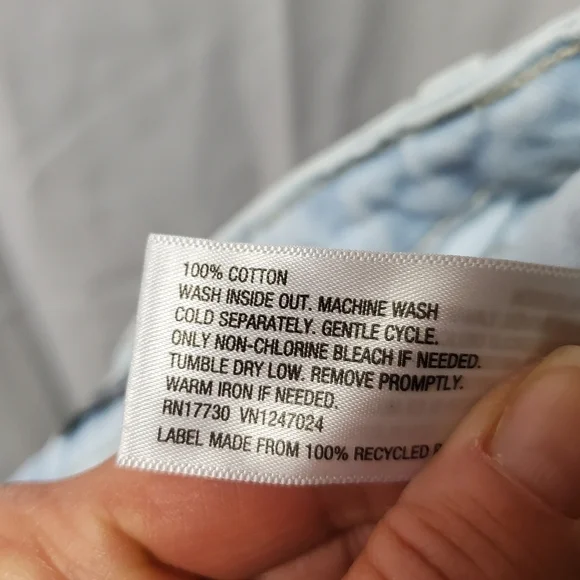 100% COTTON
WASH INSIDE OUT. MACHINE WASH
COLD SEPARATELY. GENTLE CYCLE.
ONLY NON-CHLORINE BLEACH IF NEEDED.
TUMBLE DRY LOW. REMOVE PROMPTLY.
WARM IRON IF NEEDED.
RN17730 VN1247024
LABEL MADE FROM 100% RECYCLED